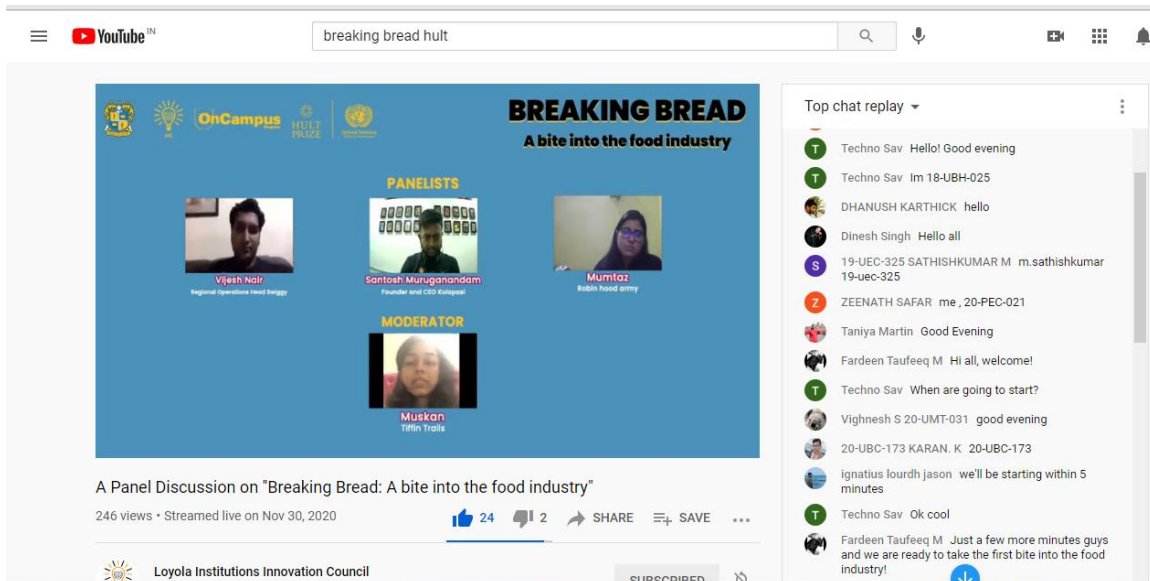 YouTube IN
breaking bread hult
OnCampus
HULT
PRIZE
BREAKING BREAD
A bite into the food industry
PANELISTS
Vijesh Nair
Regional Operations Head Swiggy
Santosh Muruganandam
Founder and CEO Kalapasi
Mumtaz
Robin hood army
MODERATOR
Muskan
Tiffin Trails
A Panel Discussion on "Breaking Bread: A bite into the food industry"
246 views • Streamed live on Nov 30, 2020
24
2
SHARE
SAVE
Loyola Institutions Innovation Council
SUBSCRIBED
Top chat replay
T Techno Sav Hello! Good evening
T Techno Sav Im 18-UBH-025
DHANUSH KARTHICK hello
Dinesh Singh Hello all
S 19-UEC-325 SATHISHKUMAR M m.sathishkumar
19-uec-325
Z ZEENATH SAFAR me , 20-PEC-021
Taniya Martin Good Evening
Fardeen Taufeeq M Hi all, welcome!
T Techno Sav When are going to start?
Vighnesh S 20-UMT-031 good evening
20-UBC-173 KARAN. K 20-UBC-173
ignatius lourdh jason we'll be starting within 5
minutes
T Techno Sav Ok cool
Fardeen Taufeeq M Just a few more minutes guys
and we are ready to take the first bite into the food
industry!